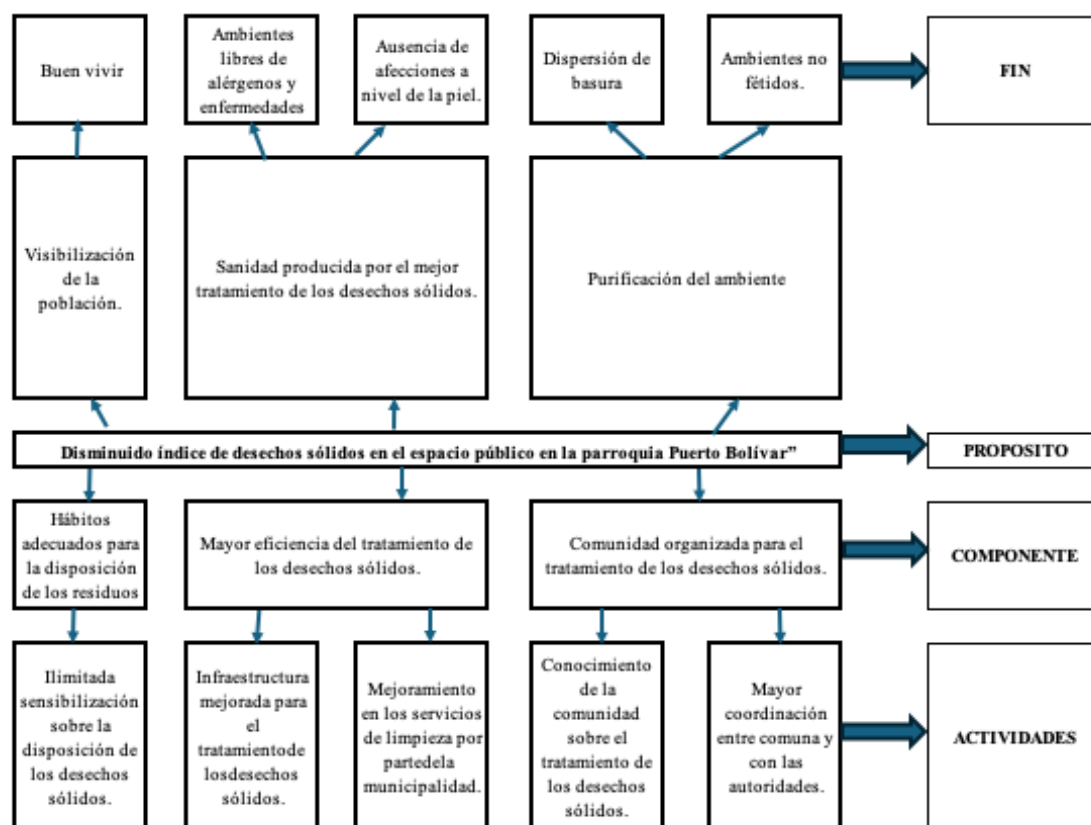 Buen vivir
Ambientes
libres de
alérgenos y
enfermedades
Ausencia de
afecciones a
nivel de la piel.
Dispersión de
basura
Ambientes no
fétidos.
FIN
Visibilización
de la
población.
Sanidad producida por el mejor
tratamiento de los desechos sólidos.
Purificación del ambiente
Disminuido índice de desechos sólidos en el espacio público en la parroquia Puerto Bolívar”
PROPOSITO
Hábitos
adecuados para
la disposición
de los residuos
Mayor eficiencia del tratamiento de
los desechos sólidos.
Comunidad organizada para el
tratamiento de los desechos sólidos.
COMPONENTE
Ilimitada
sensibilización
sobre la
disposición de
los desechos
sólidos.
Infraestructura
mejorada para
el
tratamientode
losdesechos
sólidos.
Mejoramiento
en los servicios
de limpieza por
partedela
municipalidad.
Conocimiento
de la
comunidad
sobre el
tratamiento de
los desechos
sólidos.
Mayor
coordinación
entre comuna y
con las
autoridades.
ACTIVIDADES